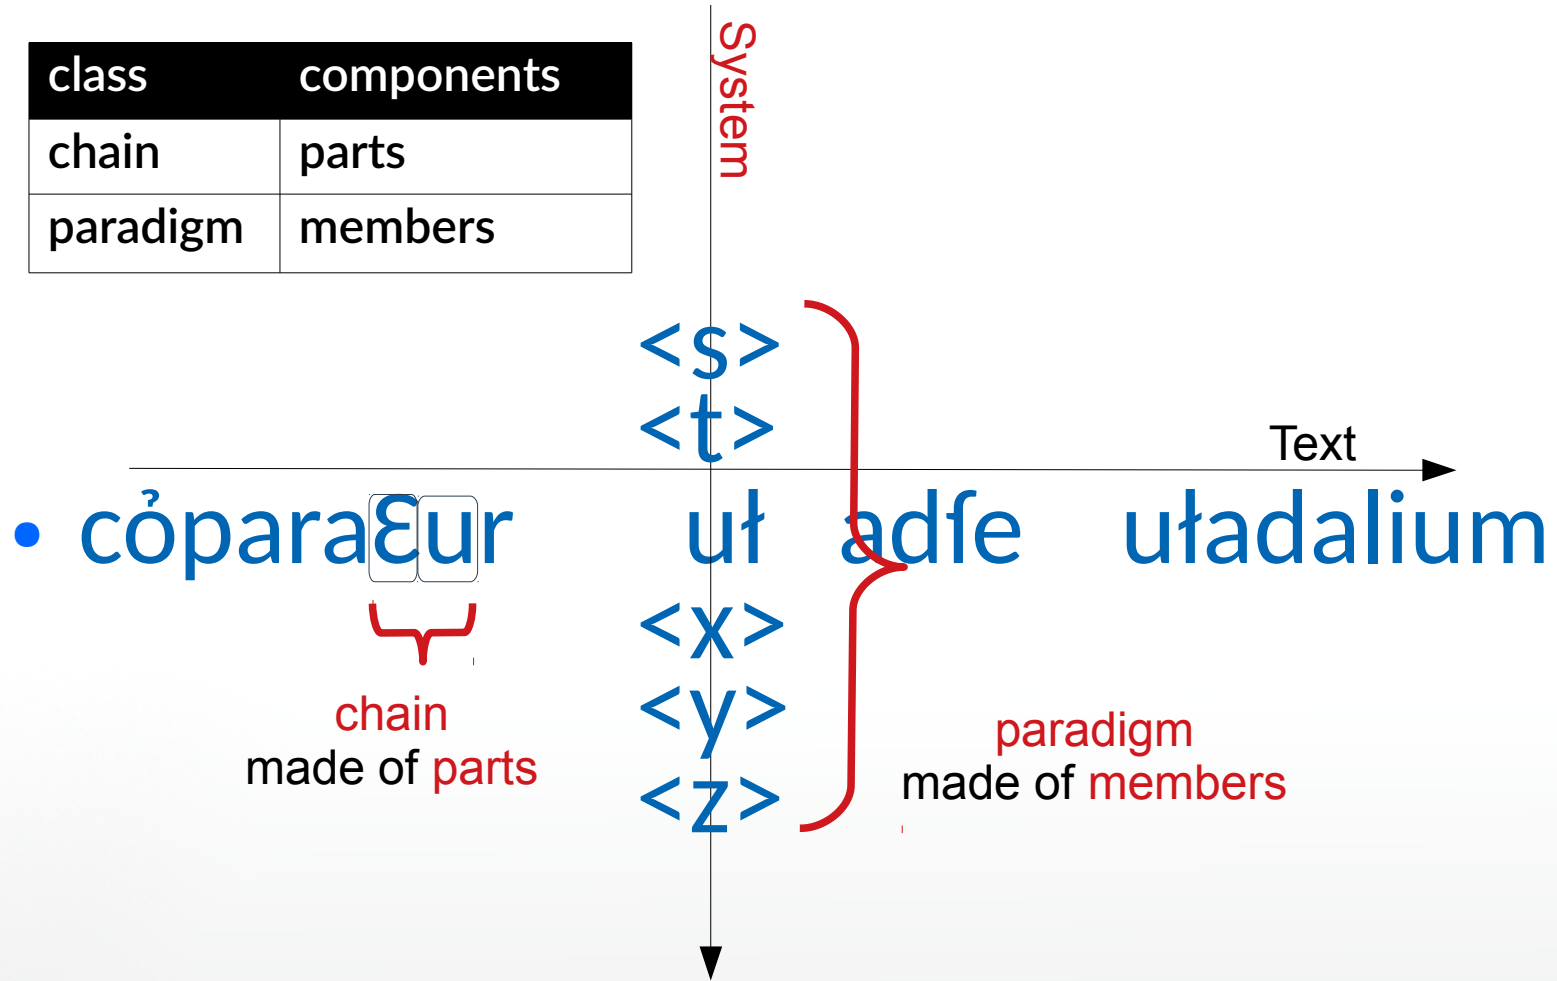 System
class components
chain parts
paradigm members
<s>
<t>
Text
• cỏparaƐur uł adſe uładalium
<x>
<y>
<z>
chain
made of parts
paradigm
made of members